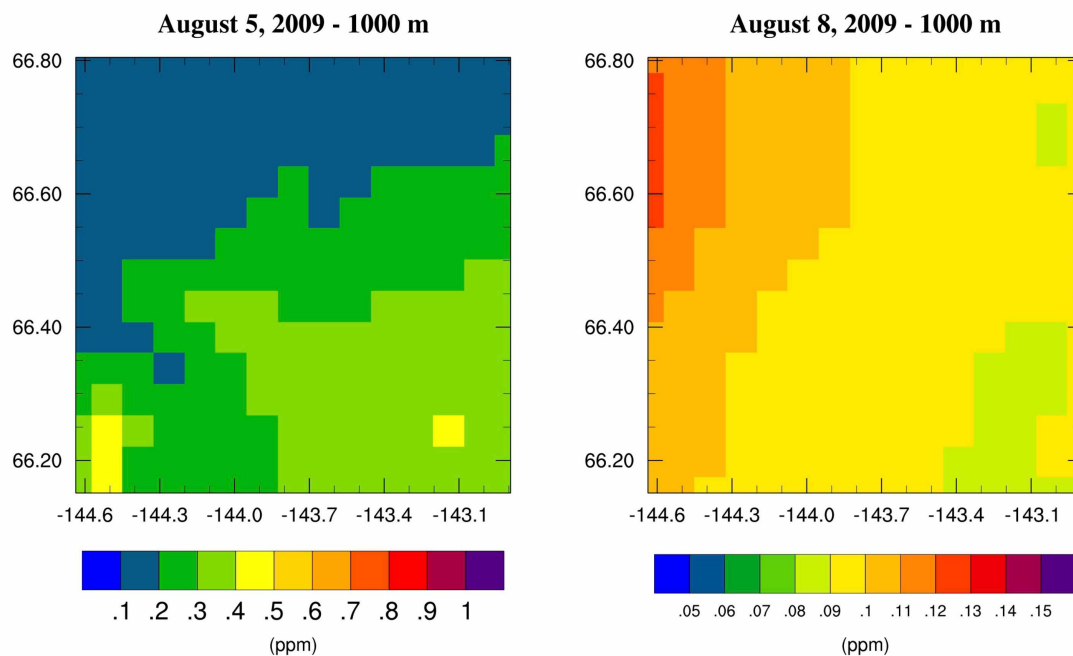 August 5, 2009 - 1000 m
66.80
66.60
66.40
66.20
-144.6 -144.3 -144.0 -143.7 -143.4 -143.1
.1 .2 .3 .4 .5 .6 .7 .8 .9 1
(ppm)
August 8, 2009 - 1000 m
66.80
66.60
66.40
66.20
-144.6 -144.3 -144.0 -143.7 -143.4 -143.1
.05 .06 .07 .08 .09 .1 .11 .12 .13 .14 .15
(ppm)